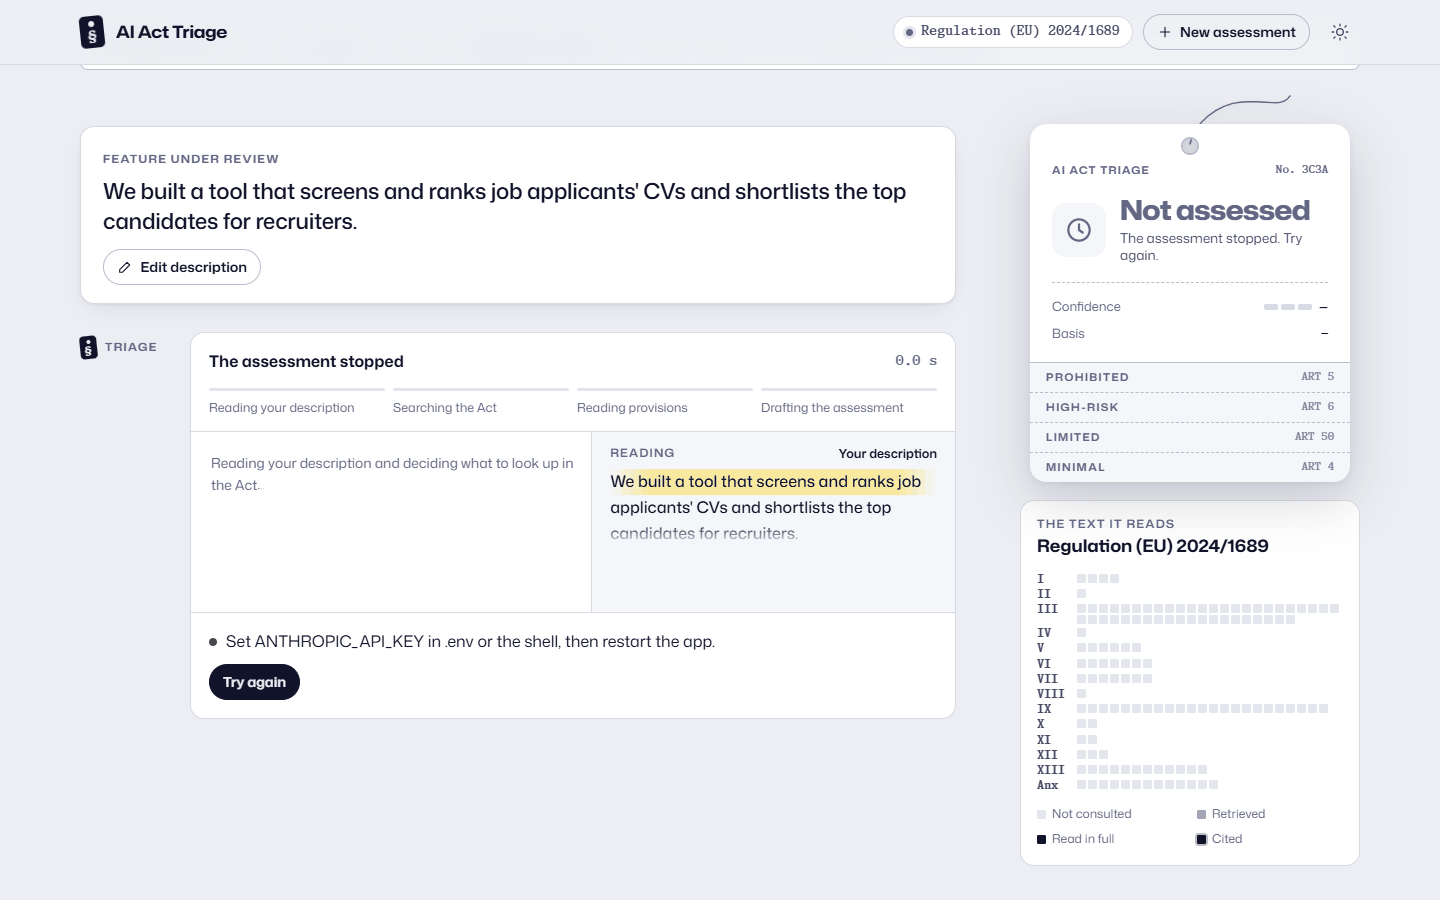 AI Act Triage
Regulation (EU) 2024/1689
New assessment
FEATURE UNDER REVIEW
We built a tool that screens and ranks job applicants' CVs and shortlists the top
candidates for recruiters.
Edit description
§ TRIAGE
The assessment stopped
0.0 s
Reading your description
Searching the Act
Reading provisions
Drafting the assessment
Reading your description and deciding what to look up in
the Act.
READING
Your description
We built a tool that screens and ranks job
applicants' CVs and shortlists the top
candidates for recruiters.
Set ANTHROPIC_API_KEY in .env or the shell, then restart the app.
Try again
AI ACT TRIAGE
No. 3C3A
Not assessed
The assessment stopped. Try
again.
Confidence –
Basis –
PROHIBITED ART 5
HIGH-RISK ART 6
LIMITED ART 50
MINIMAL ART 4
THE TEXT IT READS
Regulation (EU) 2024/1689
I
II
III
IV
V
VI
VII
VIII
IX
X
XI
XII
XIII
Anx
Not consulted
Retrieved
Read in full
Cited